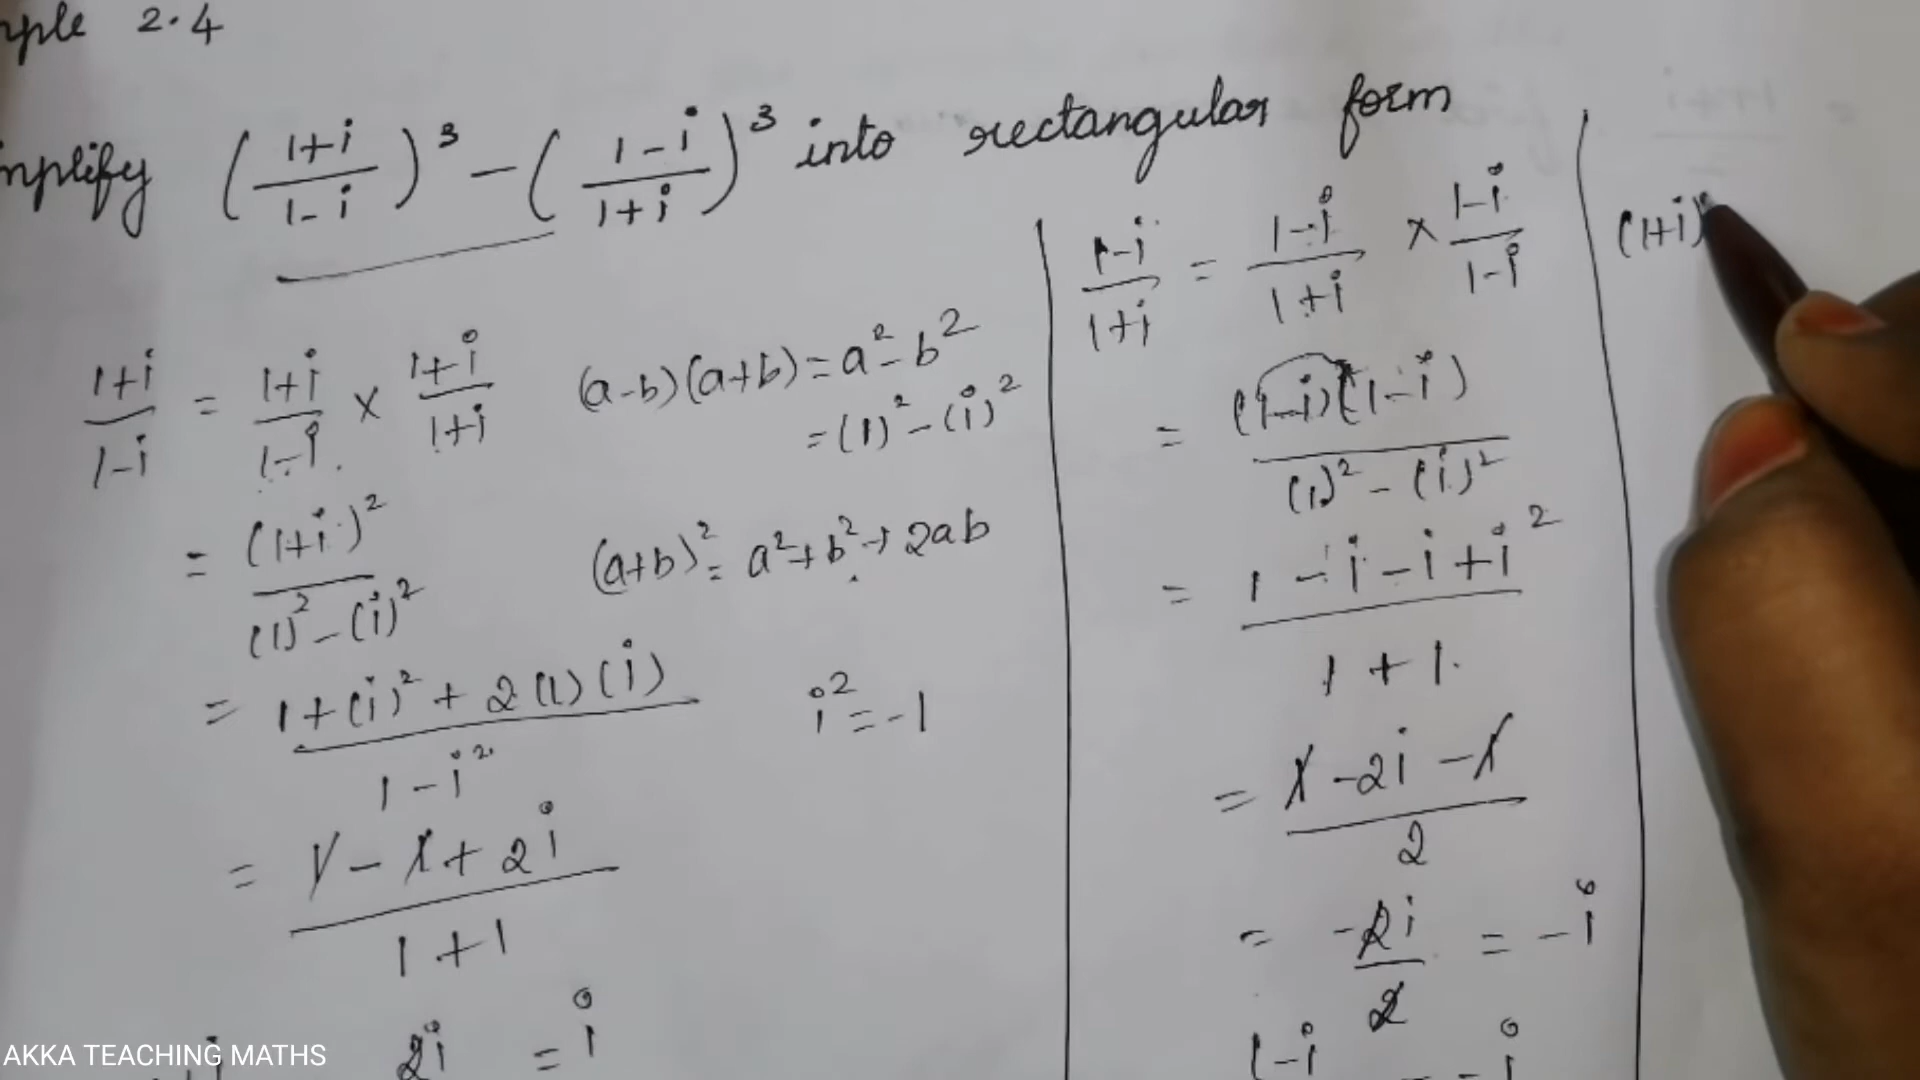 mple 2.4
mplify ((1+i)/(1-i))³ - ((1-i)/(1+i))³ into rectangular form
(1+i)/(1-i) = (1+i)/(1-i) × (1+i)/(1+i)
(a-b)(a+b) = a²-b²
= (1)² - (i)²
= (1+i)²/((1)² - (i)²)
(a+b)² = a²+b²+2ab
= (1+(i)²+2(1)(i))/(1-i²)
i² = -1
= (1-1+2i)/(1+1)
2i = i
(1-i)/(1+i) = (1-i)/(1+i) × (1-i)/(1-i)
= (1-i)(1-i)/((1)² - (i)²)
= (1-i-i+i²)/(1+1)
= (1-2i-1)/2
= -2i/2 = -i
1-i = -i
(1+i)
AKKA TEACHING MATHS